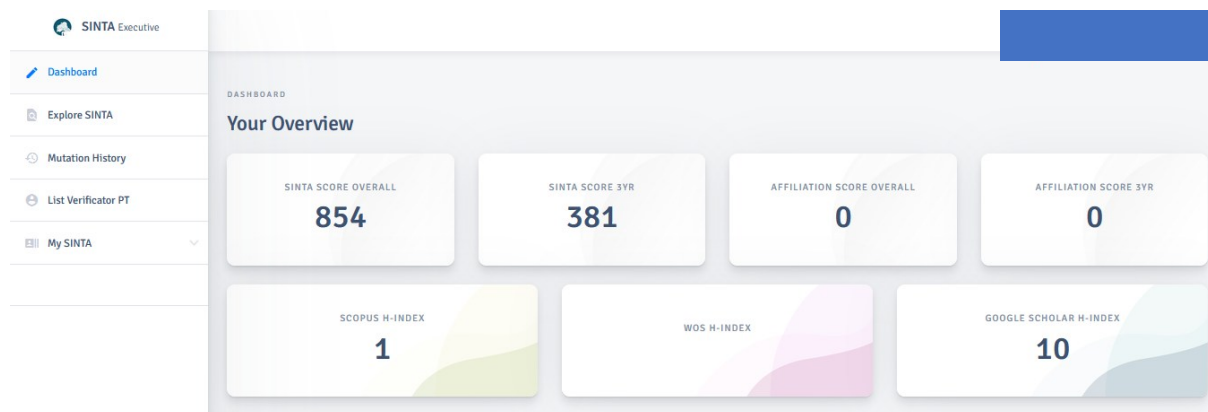 SINTA Executive
Dashboard
Explore SINTA
Mutation History
List Verificator PT
My SINTA
DASHBOARD
Your Overview
SINTA SCORE OVERALL
854
SINTA SCORE 3YR
381
AFFILIATION SCORE OVERALL
0
AFFILIATION SCORE 3YR
0
SCOPUS H-INDEX
1
WOS H-INDEX
GOOGLE SCHOLAR H-INDEX
10